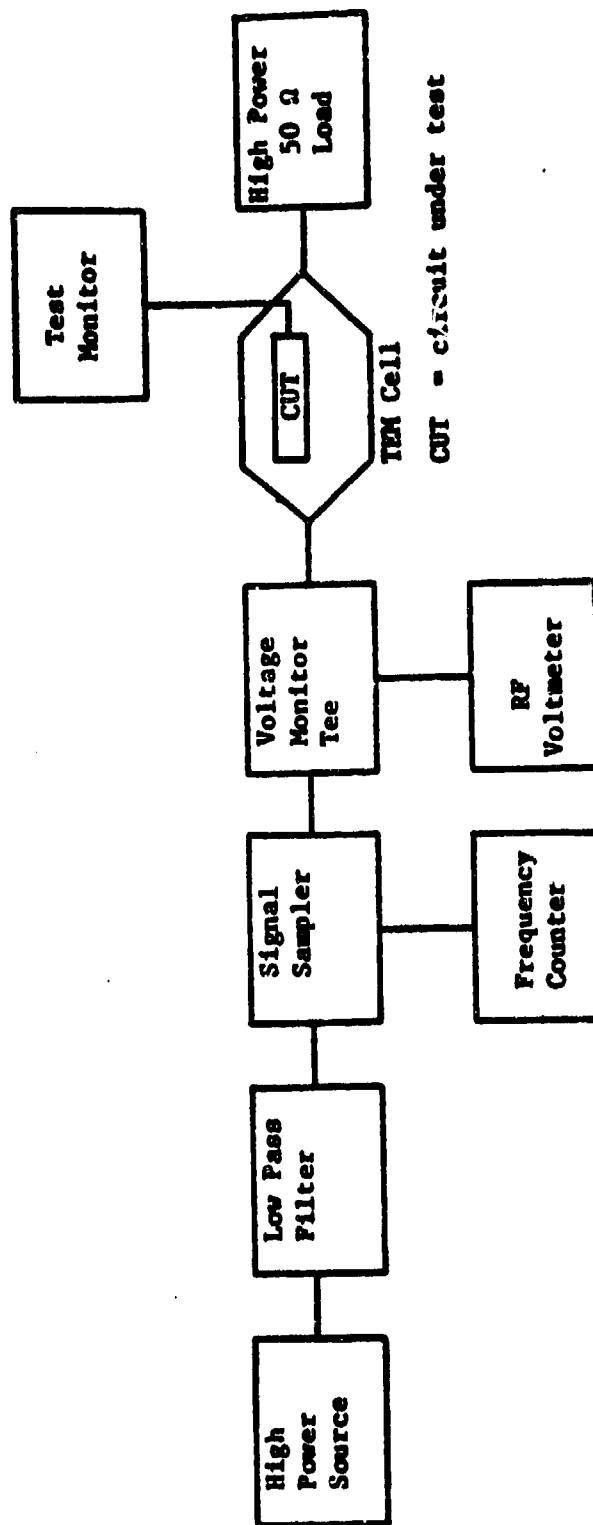 High
Power
Source
Low Pass
Filter
Signal
Sampler
Frequency
Counter
Voltage
Monitor
Tee
RF
Voltmeter
CUT
TEM Cell
Test
Monitor
High Power
50 Ω
Load
CUT = circuit under test